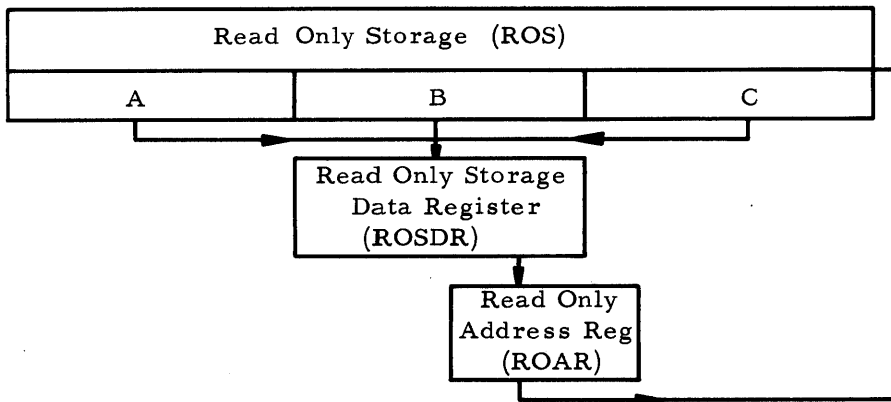 Read Only Storage (ROS)
A B C
Read Only Storage
Data Register
(ROSDR)
Read Only
Address Reg
(ROAR)